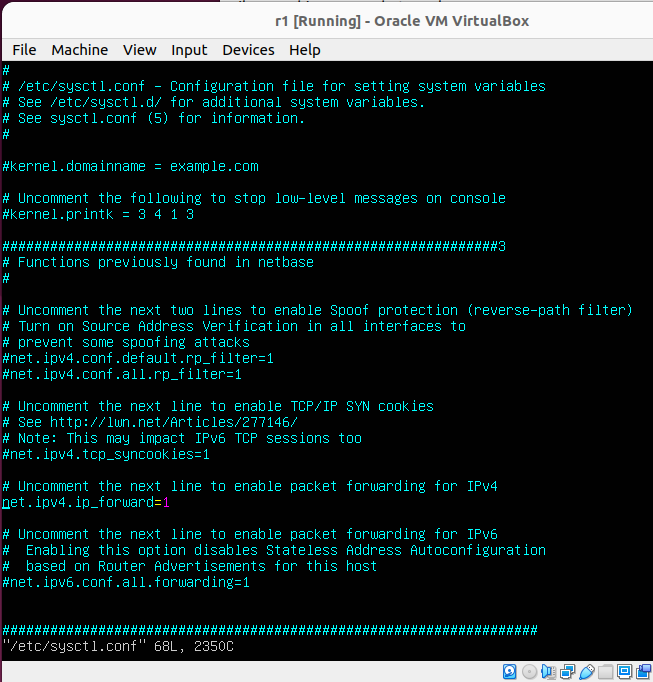 r1 [Running] - Oracle VM VirtualBox
File Machine View Input Devices Help
#
# /etc/sysctl.conf - Configuration file for setting system variables
# See /etc/sysctl.d/ for additional system variables.
# See sysctl.conf (5) for information.
#
#kernel.domainname = example.com
# Uncomment the following to stop low-level messages on console
#kernel.printk = 3 4 1 3
##############################################################3
# Functions previously found in netbase
#
# Uncomment the next two lines to enable Spoof protection (reverse-path filter)
# Turn on Source Address Verification in all interfaces to
# prevent some spoofing attacks
#net.ipv4.conf.default.rp_filter=1
#net.ipv4.conf.all.rp_filter=1
# Uncomment the next line to enable TCP/IP SYN cookies
# See http://lwn.net/Articles/277146/
# Note: This may impact IPv6 TCP sessions too
#net.ipv4.tcp_syncookies=1
# Uncomment the next line to enable packet forwarding for IPv4
net.ipv4.ip_forward=1
# Uncomment the next line to enable packet forwarding for IPv6
#  Enabling this option disables Stateless Address Autoconfiguration
#  based on Router Advertisements for this host
#net.ipv6.conf.all.forwarding=1
###################################################################
"/etc/sysctl.conf" 68L, 2350C